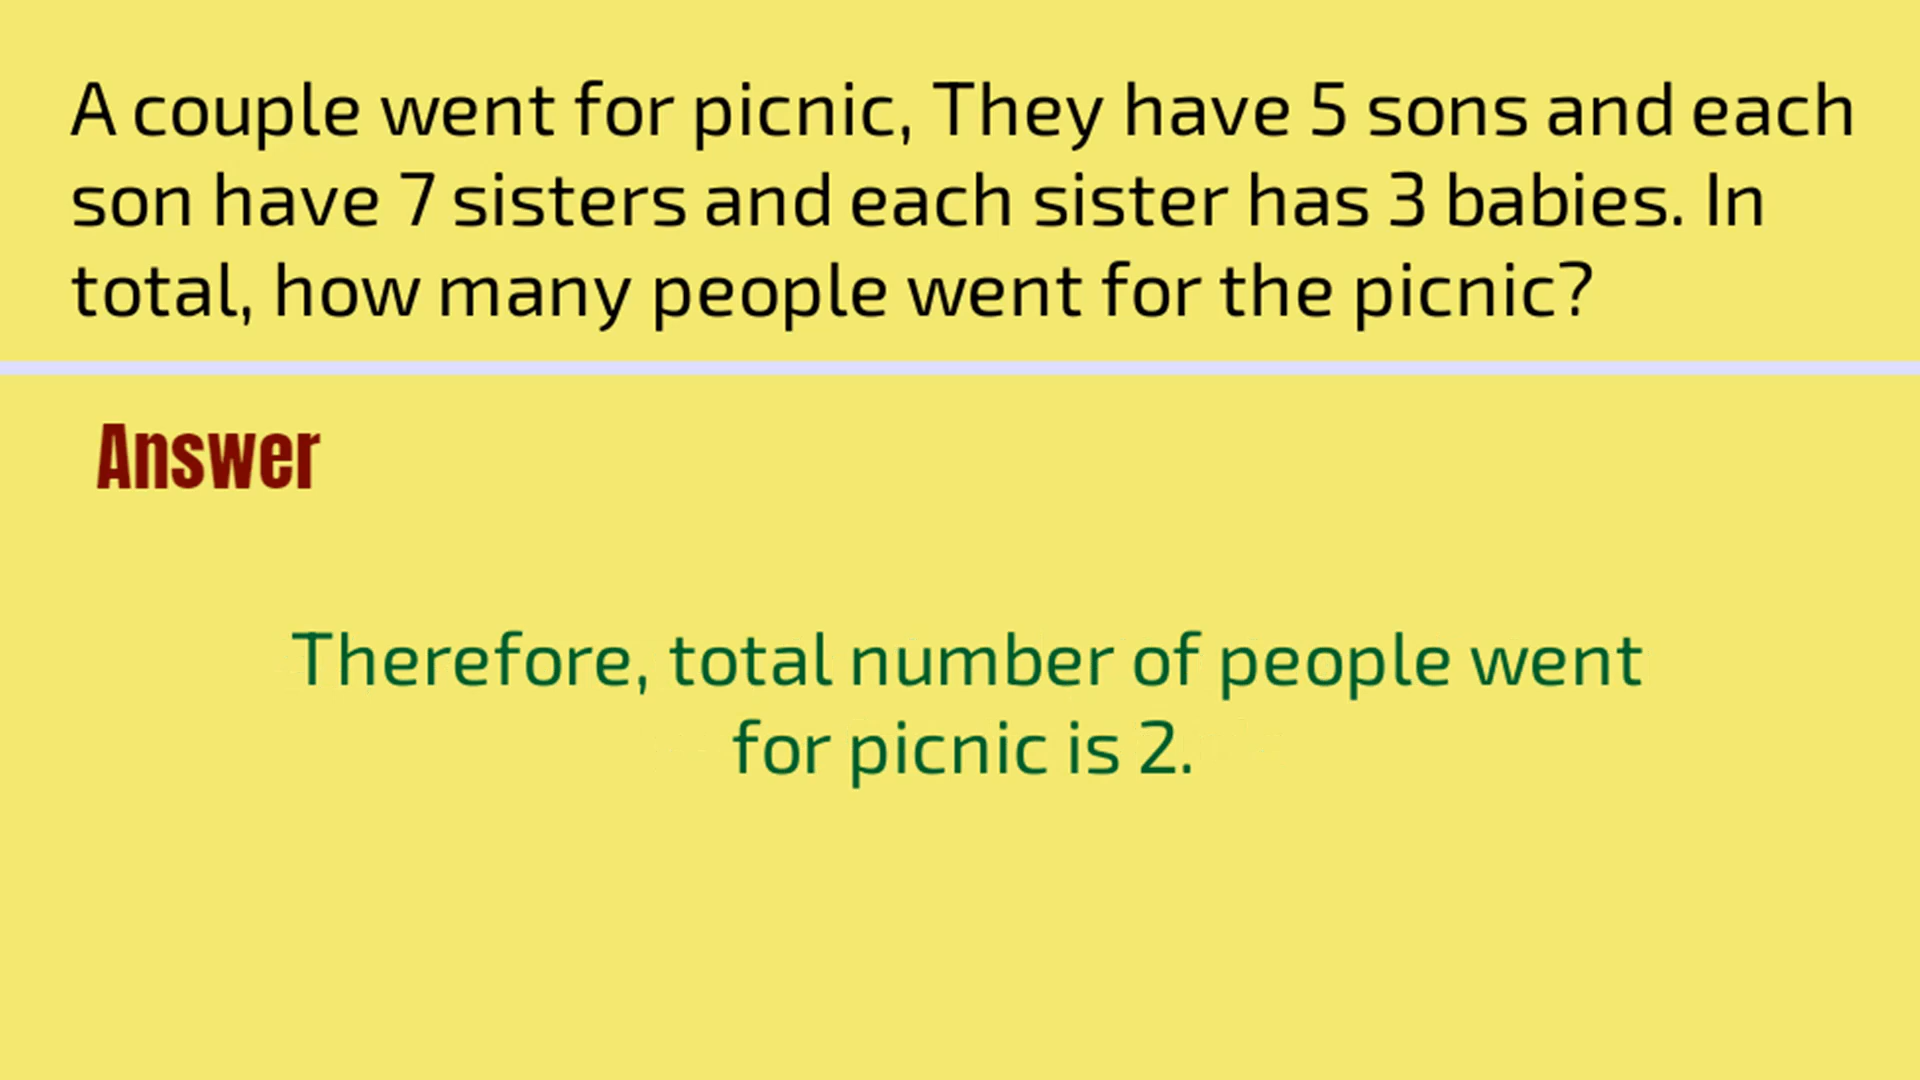 A couple went for picnic, They have 5 sons and each
son have 7 sisters and each sister has 3 babies. In
total, how many people went for the picnic?
Answer
Therefore, total number of people went
for picnic is 2.